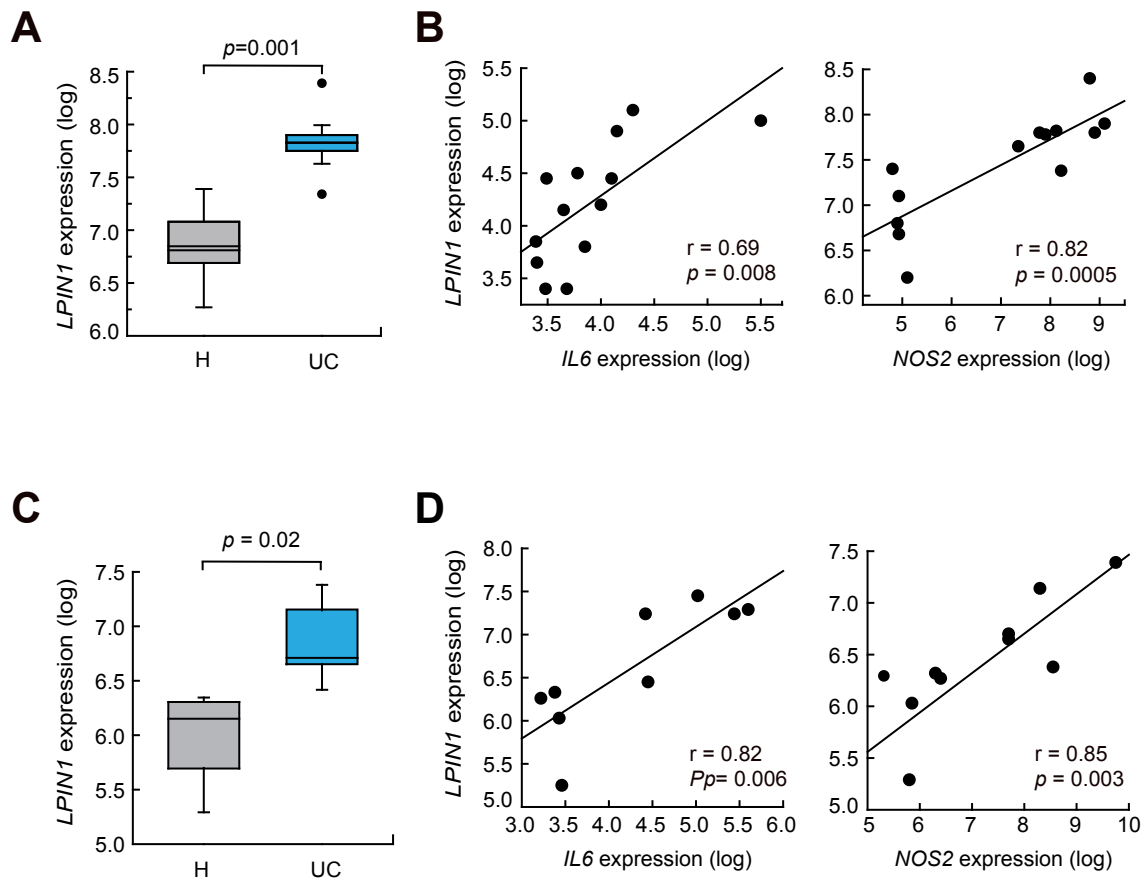 A
p=0.001
LPIN1 expression (log)
8.5
8.0
7.5
7.0
6.5
6.0
H UC
B
LPIN1 expression (log)
5.5
5.0
4.5
4.0
3.5
r = 0.69
p = 0.008
3.5 4.0 4.5 5.0 5.5
IL6 expression (log)
8.5
8.0
7.5
7.0
6.5
6.0
r = 0.82
p = 0.0005
5 6 7 8 9
NOS2 expression (log)
C
p = 0.02
LPIN1 expression (log)
7.5
7.0
6.5
6.0
5.5
5.0
H UC
D
LPIN1 expression (log)
8.0
7.5
7.0
6.5
6.0
5.5
5.0
r = 0.82
Pp= 0.006
3.0 3.5 4.0 4.5 5.0 5.5 6.0
IL6 expression (log)
7.5
7.0
6.5
6.0
5.5
5.0
r = 0.85
p = 0.003
5 6 7 8 9 10
NOS2 expression (log)